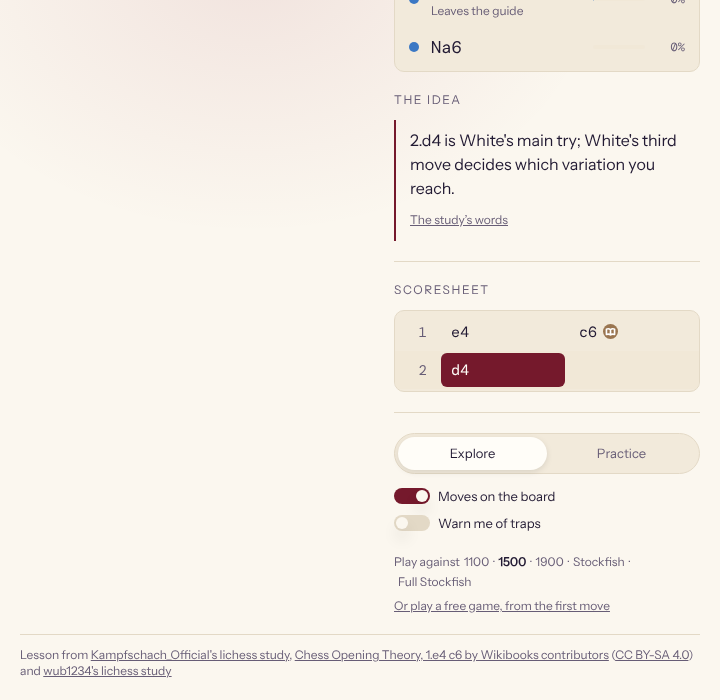 0%
Leaves the guide
Na6 0%
THE IDEA
2.d4 is White's main try; White's third
move decides which variation you
reach.
The study's words
SCORESHEET
1 e4 c6
2 d4
Explore Practice
Moves on the board
Warn me of traps
Play against 1100 · 1500 · 1900 · Stockfish ·
Full Stockfish
Or play a free game, from the first move
Lesson from Kampfschach_Official's lichess study, Chess Opening Theory, 1.e4 c6 by Wikibooks contributors (CC BY-SA 4.0)
and wub1234's lichess study